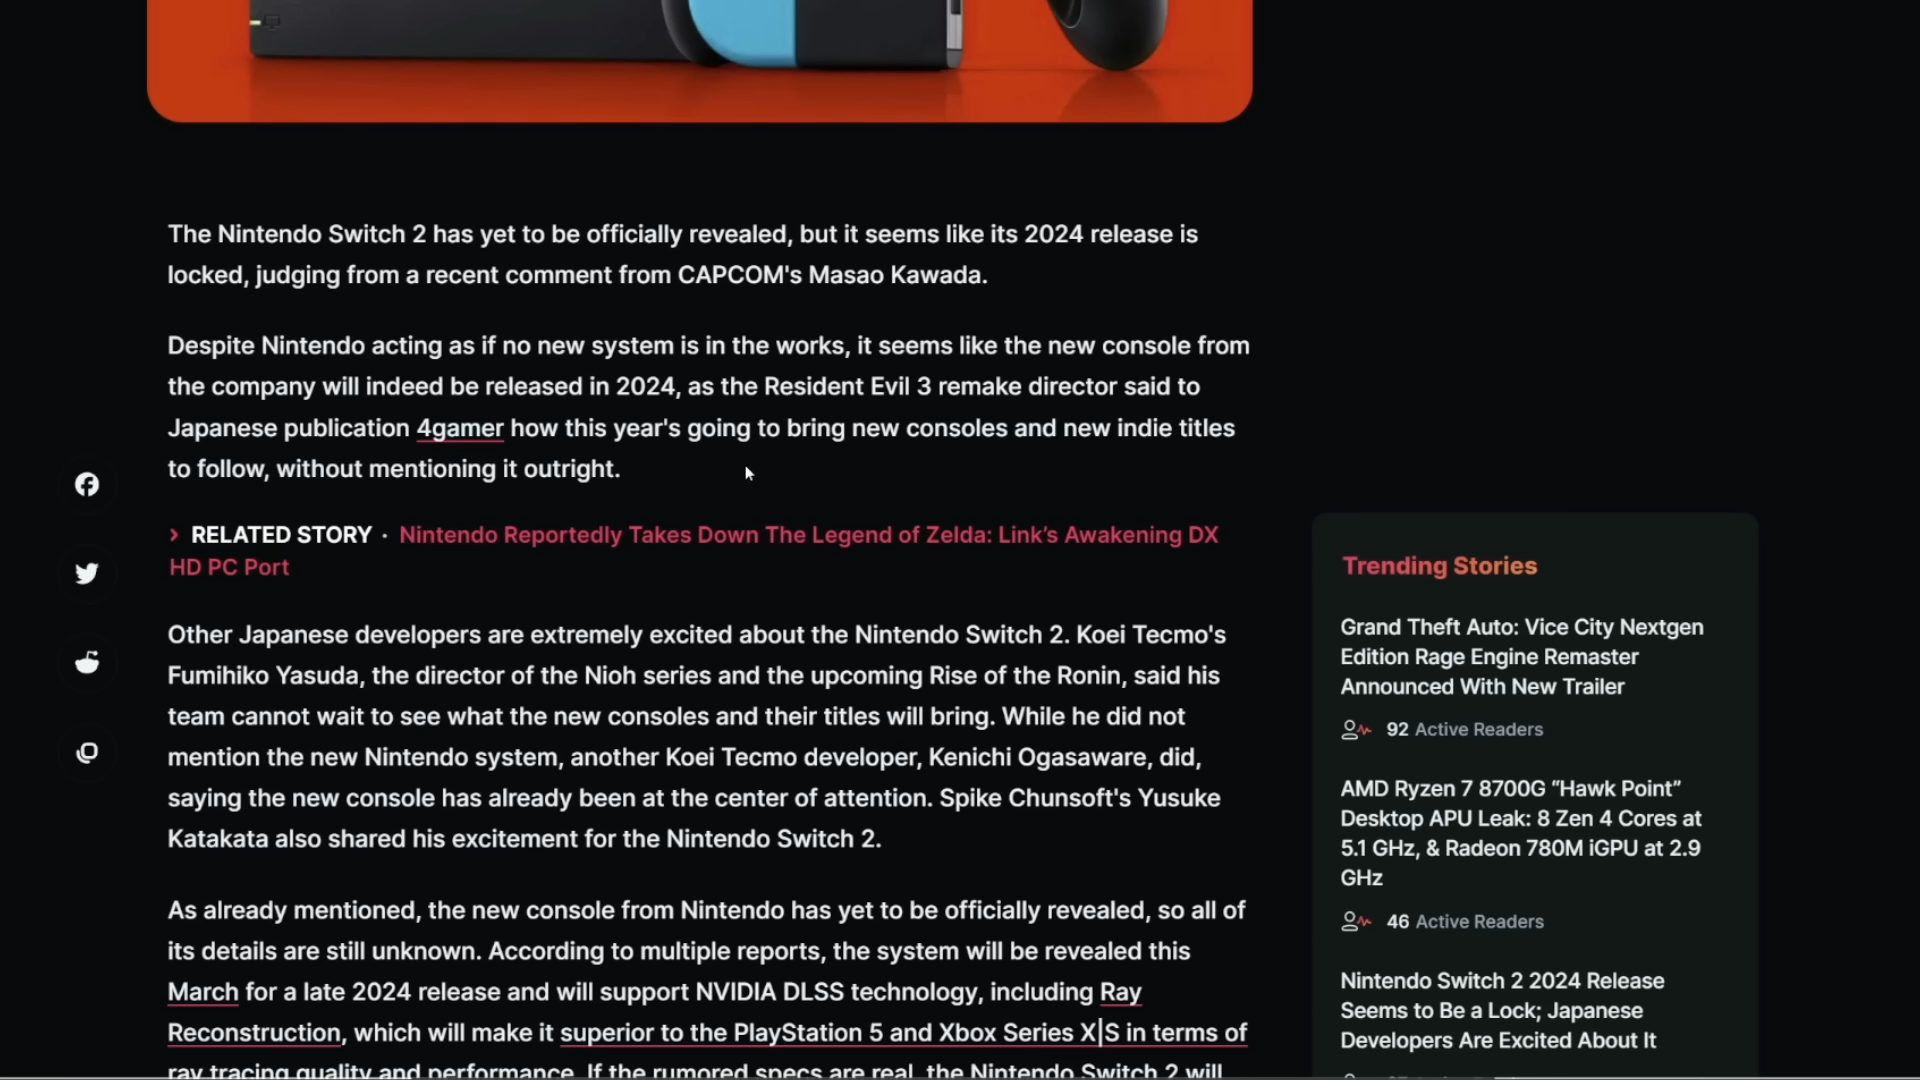 The Nintendo Switch 2 has yet to be officially revealed, but it seems like its 2024 release is
locked, judging from a recent comment from CAPCOM's Masao Kawada.
Despite Nintendo acting as if no new system is in the works, it seems like the new console from
the company will indeed be released in 2024, as the Resident Evil 3 remake director said to
Japanese publication 4gamer how this year's going to bring new consoles and new indie titles
to follow, without mentioning it outright.
› RELATED STORY · Nintendo Reportedly Takes Down The Legend of Zelda: Link’s Awakening DX
HD PC Port
Other Japanese developers are extremely excited about the Nintendo Switch 2. Koei Tecmo's
Fumihiko Yasuda, the director of the Nioh series and the upcoming Rise of the Ronin, said his
team cannot wait to see what the new consoles and their titles will bring. While he did not
mention the new Nintendo system, another Koei Tecmo developer, Kenichi Ogasaware, did,
saying the new console has already been at the center of attention. Spike Chunsoft's Yusuke
Katakata also shared his excitement for the Nintendo Switch 2.
As already mentioned, the new console from Nintendo has yet to be officially revealed, so all of
its details are still unknown. According to multiple reports, the system will be revealed this
March for a late 2024 release and will support NVIDIA DLSS technology, including Ray
Reconstruction, which will make it superior to the PlayStation 5 and Xbox Series X|S in terms of
ray tracing quality and performance. If the rumored specs are real, the Nintendo Switch 2 will
Trending Stories
Grand Theft Auto: Vice City Nextgen
Edition Rage Engine Remaster
Announced With New Trailer
92 Active Readers
AMD Ryzen 7 8700G “Hawk Point”
Desktop APU Leak: 8 Zen 4 Cores at
5.1 GHz, & Radeon 780M iGPU at 2.9
GHz
46 Active Readers
Nintendo Switch 2 2024 Release
Seems to Be a Lock; Japanese
Developers Are Excited About It